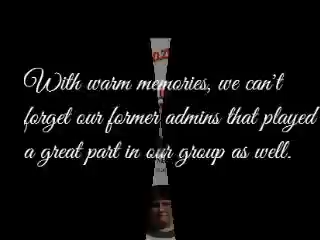 With warm memories, we can't
forget our former admins that played
a great part in our group as well.